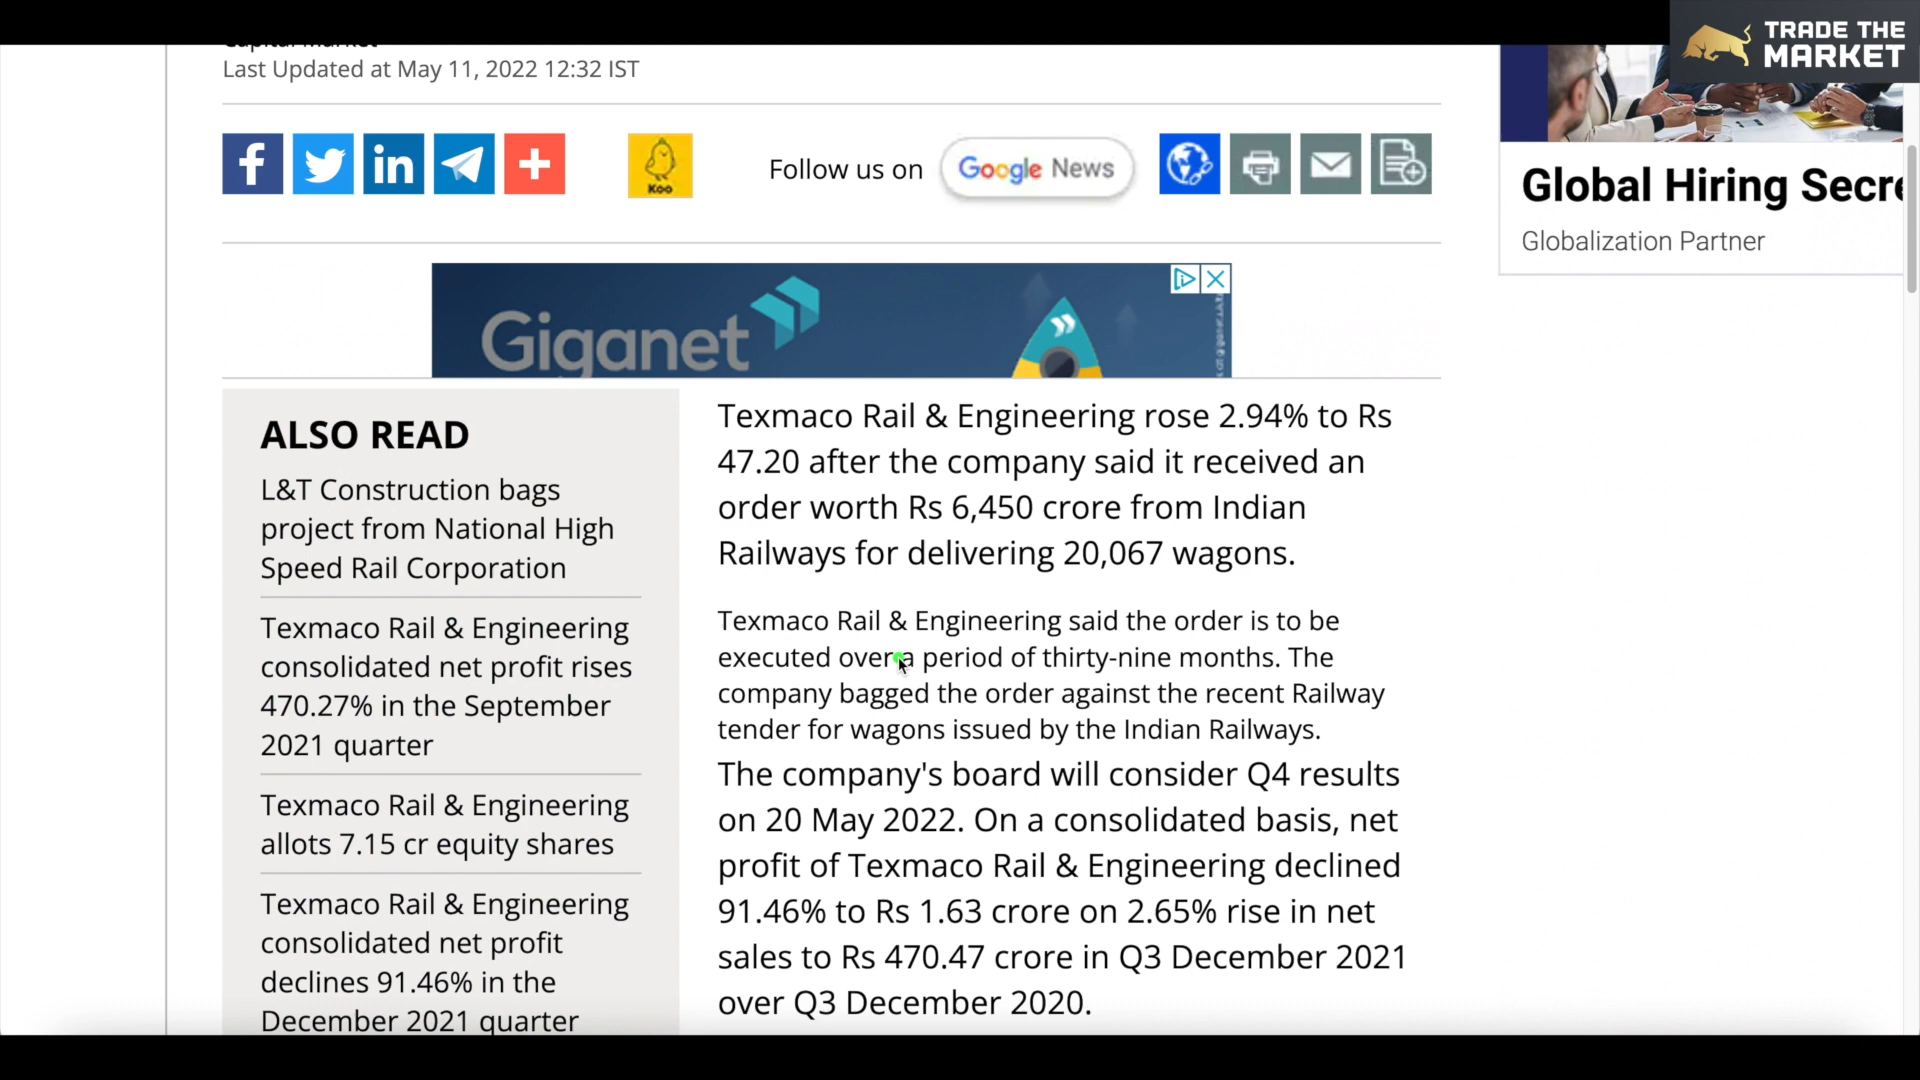 TRADE THE
MARKET
Capital Market
Last Updated at May 11, 2022 12:32 IST
Koo
Follow us on
Google News
Global Hiring Secre
Globalization Partner
Giganet
ALSO READ
L&T Construction bags
project from National High
Speed Rail Corporation
Texmaco Rail & Engineering
consolidated net profit rises
470.27% in the September
2021 quarter
Texmaco Rail & Engineering
allots 7.15 cr equity shares
Texmaco Rail & Engineering
consolidated net profit
declines 91.46% in the
December 2021 quarter
Texmaco Rail & Engineering rose 2.94% to Rs
47.20 after the company said it received an
order worth Rs 6,450 crore from Indian
Railways for delivering 20,067 wagons.
Texmaco Rail & Engineering said the order is to be
executed over a period of thirty-nine months. The
company bagged the order against the recent Railway
tender for wagons issued by the Indian Railways.
The company's board will consider Q4 results
on 20 May 2022. On a consolidated basis, net
profit of Texmaco Rail & Engineering declined
91.46% to Rs 1.63 crore on 2.65% rise in net
sales to Rs 470.47 crore in Q3 December 2021
over Q3 December 2020.